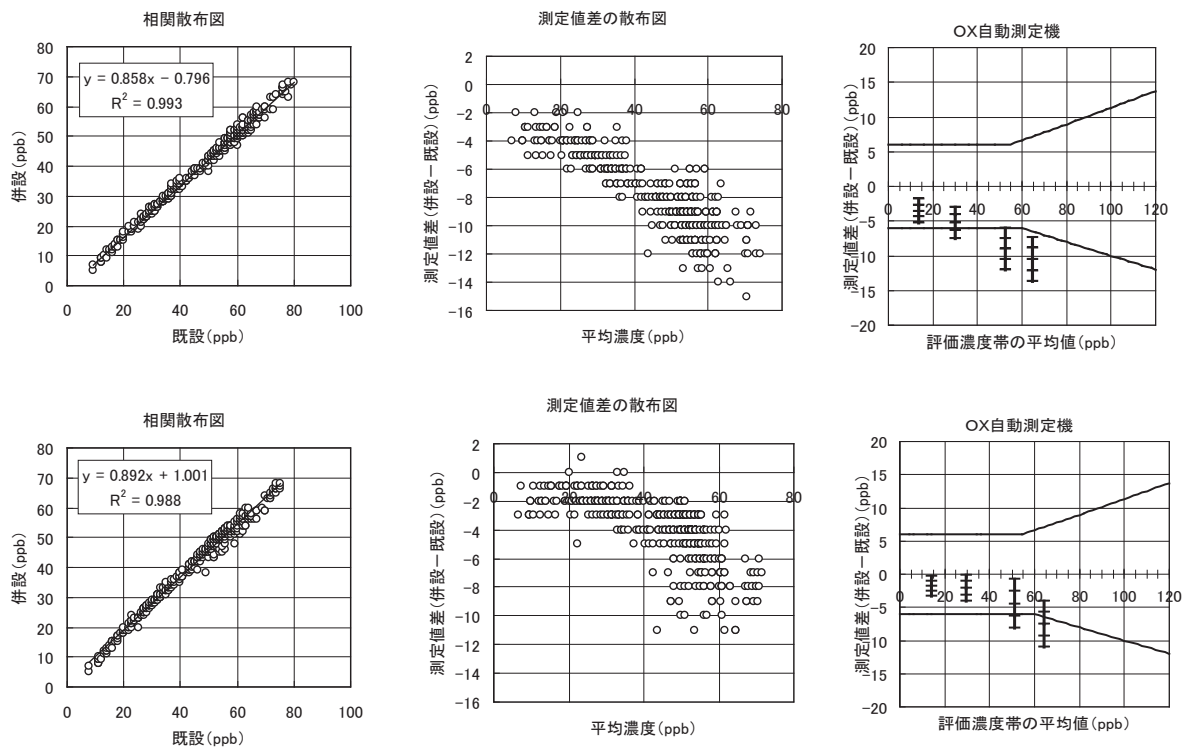 相関散布図
y = 0.858x − 0.796
R² = 0.993
80
70
60
50
40
30
20
10
0
0 20 40 60 80 100
併設(ppb)
既設(ppb)
測定値差の散布図
2
0
−2
−4
−6
−8
−10
−12
−14
−16
0 20 40 60 80
測定値差(併設−既設)(ppb)
平均濃度(ppb)
OX自動測定機
20
15
10
5
0
−5
−10
−15
−20
0 20 40 60 80 100 120
測定値差(併設−既設)(ppb)
評価濃度帯の平均値(ppb)
相関散布図
y = 0.892x + 1.001
R² = 0.988
80
70
60
50
40
30
20
10
0
0 20 40 60 80 100
併設(ppb)
既設(ppb)
測定値差の散布図
2
0
−2
−4
−6
−8
−10
−12
−14
−16
0 20 40 60 80
測定値差(併設−既設)(ppb)
平均濃度(ppb)
OX自動測定機
20
15
10
5
0
−5
−10
−15
−20
0 20 40 60 80 100 120
測定値差(併設−既設)(ppb)
評価濃度帯の平均値(ppb)